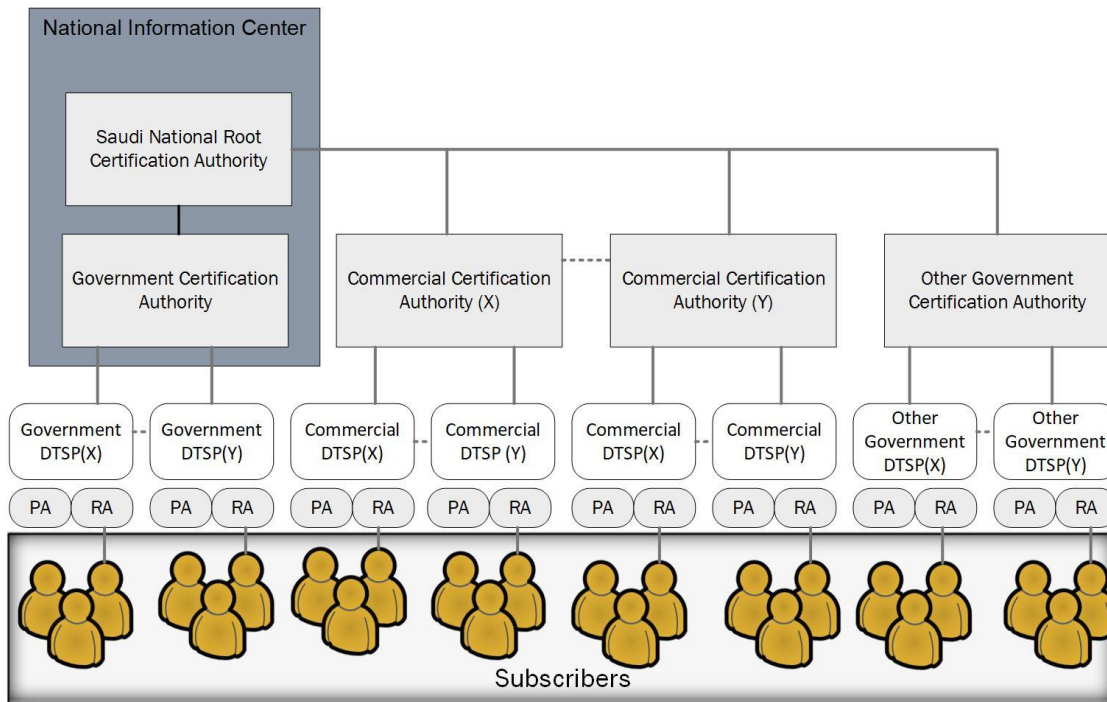 National Information Center
Saudi National Root
Certification Authority
Government Certification
Authority
Commercial Certification
Authority (X)
Commercial Certification
Authority (Y)
Other Government
Certification Authority
Government
DTSP(X)
Government
DTSP(Y)
Commercial
DTSP(X)
Commercial
DTSP (Y)
Commercial
DTSP(X)
Commercial
DTSP(Y)
Other
Government
DTSP(X)
Other
Government
DTSP(Y)
PA
RA
PA
RA
PA
RA
PA
RA
PA
RA
PA
RA
PA
RA
PA
RA
Subscribers